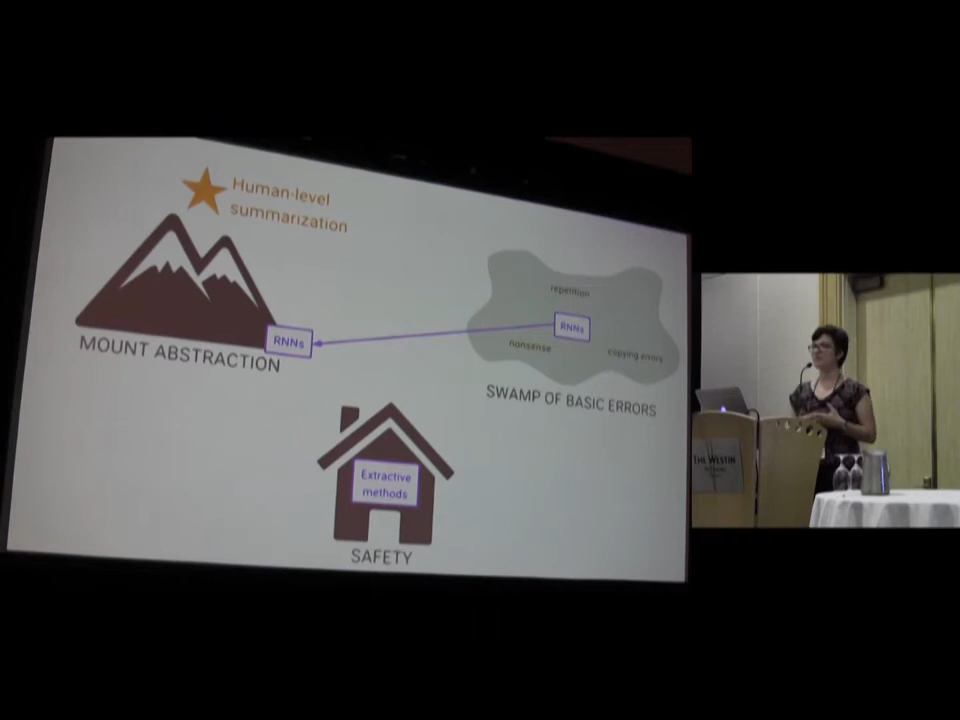 Human-level
summarization
MOUNT ABSTRACTION
RNNs
repetition
RNNs
nonsense
copying errors
SWAMP OF BASIC ERRORS
Extractive
methods
SAFETY
THE WESTIN